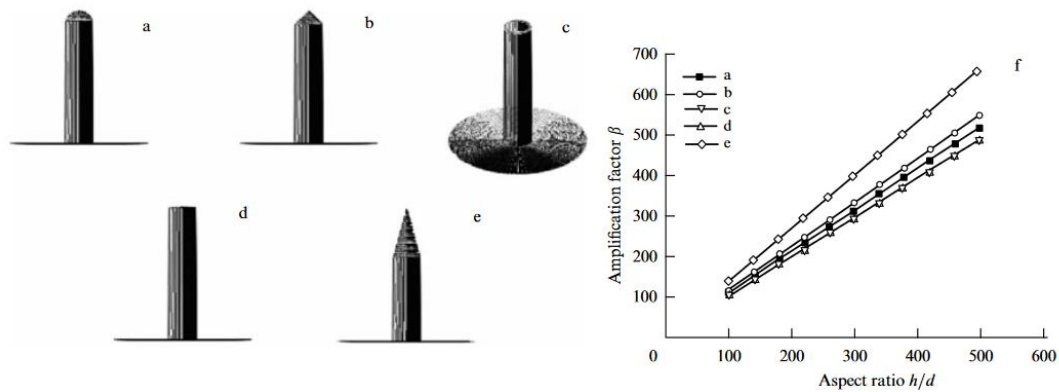 a
b
c
d
e
f
Amplification factor β
700
600
500
400
300
200
100
0
a
b
c
d
e
100 200 300 400 500 600
Aspect ratio h/d